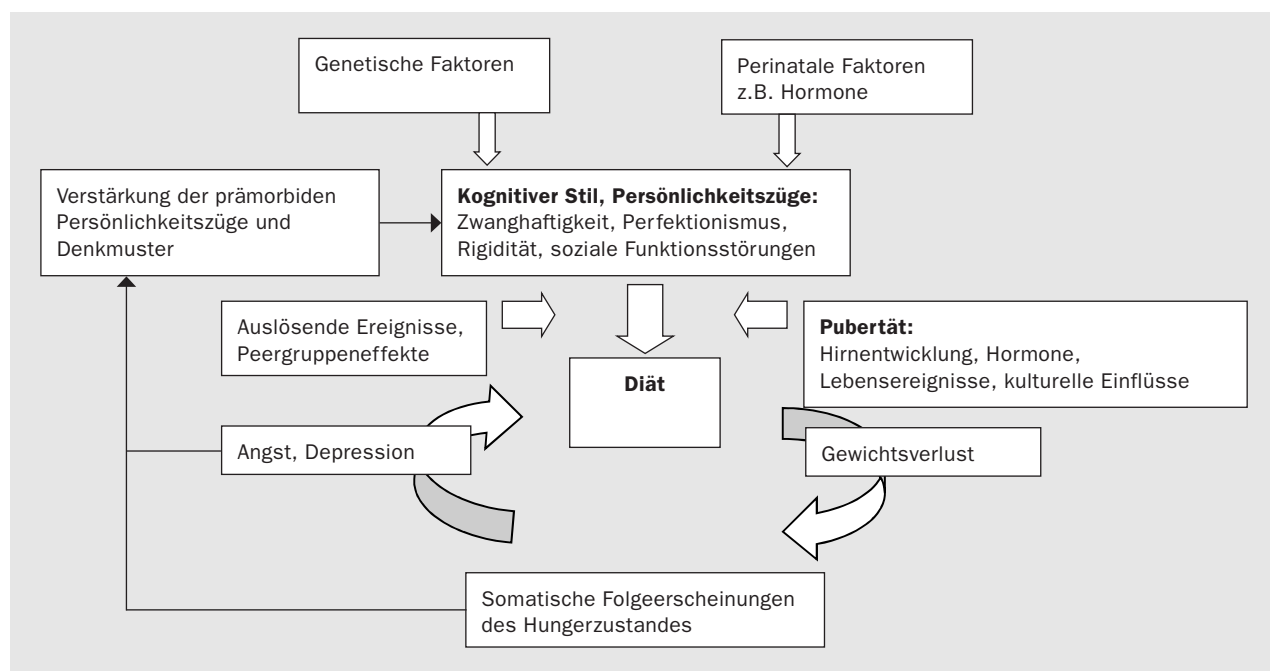 Genetische Faktoren
Perinatale Faktoren
z.B. Hormone
Verstärkung der prämorbiden
Persönlichkeitszüge und
Denkmuster
Kognitiver Stil, Persönlichkeitszüge:
Zwanghaftigkeit, Perfektionismus,
Rigidität, soziale Funktionsstörungen
Auslösende Ereignisse,
Peergruppeneffekte
Pubertät:
Hirnentwicklung, Hormone,
Lebensereignisse, kulturelle Einflüsse
Diät
Angst, Depression
Gewichtsverlust
Somatische Folgeerscheinungen
des Hungerzustandes